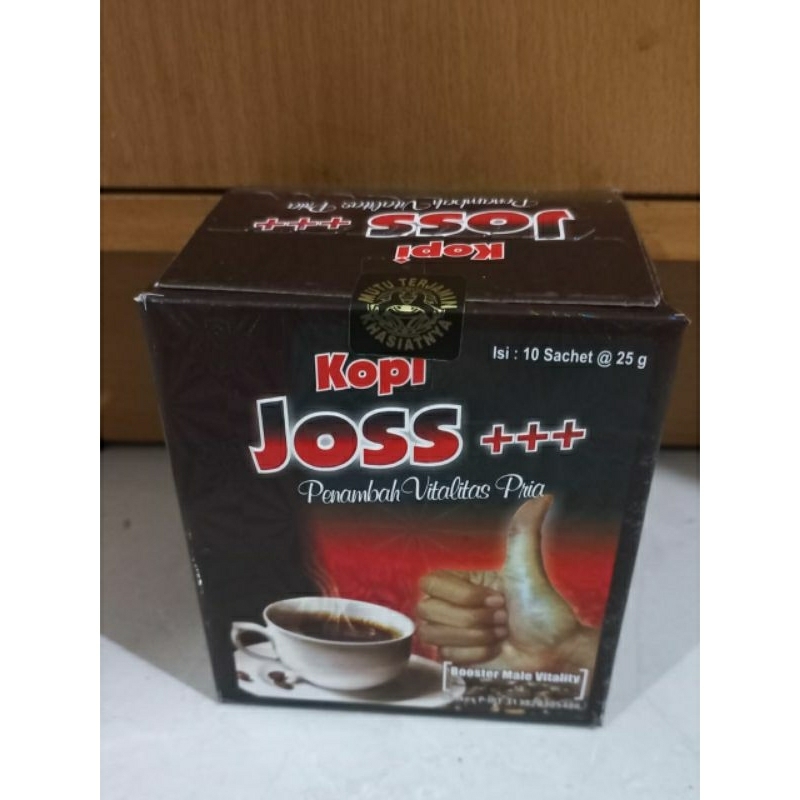 Penambah Vitalitas Pria
Joss +++
Kopi
MUTU TERJAMIN
KHASIATNYA
Isi : 10 Sachet @ 25 g
Kopi
Joss +++
Penambah Vitalitas Pria
Booster Male Vitality